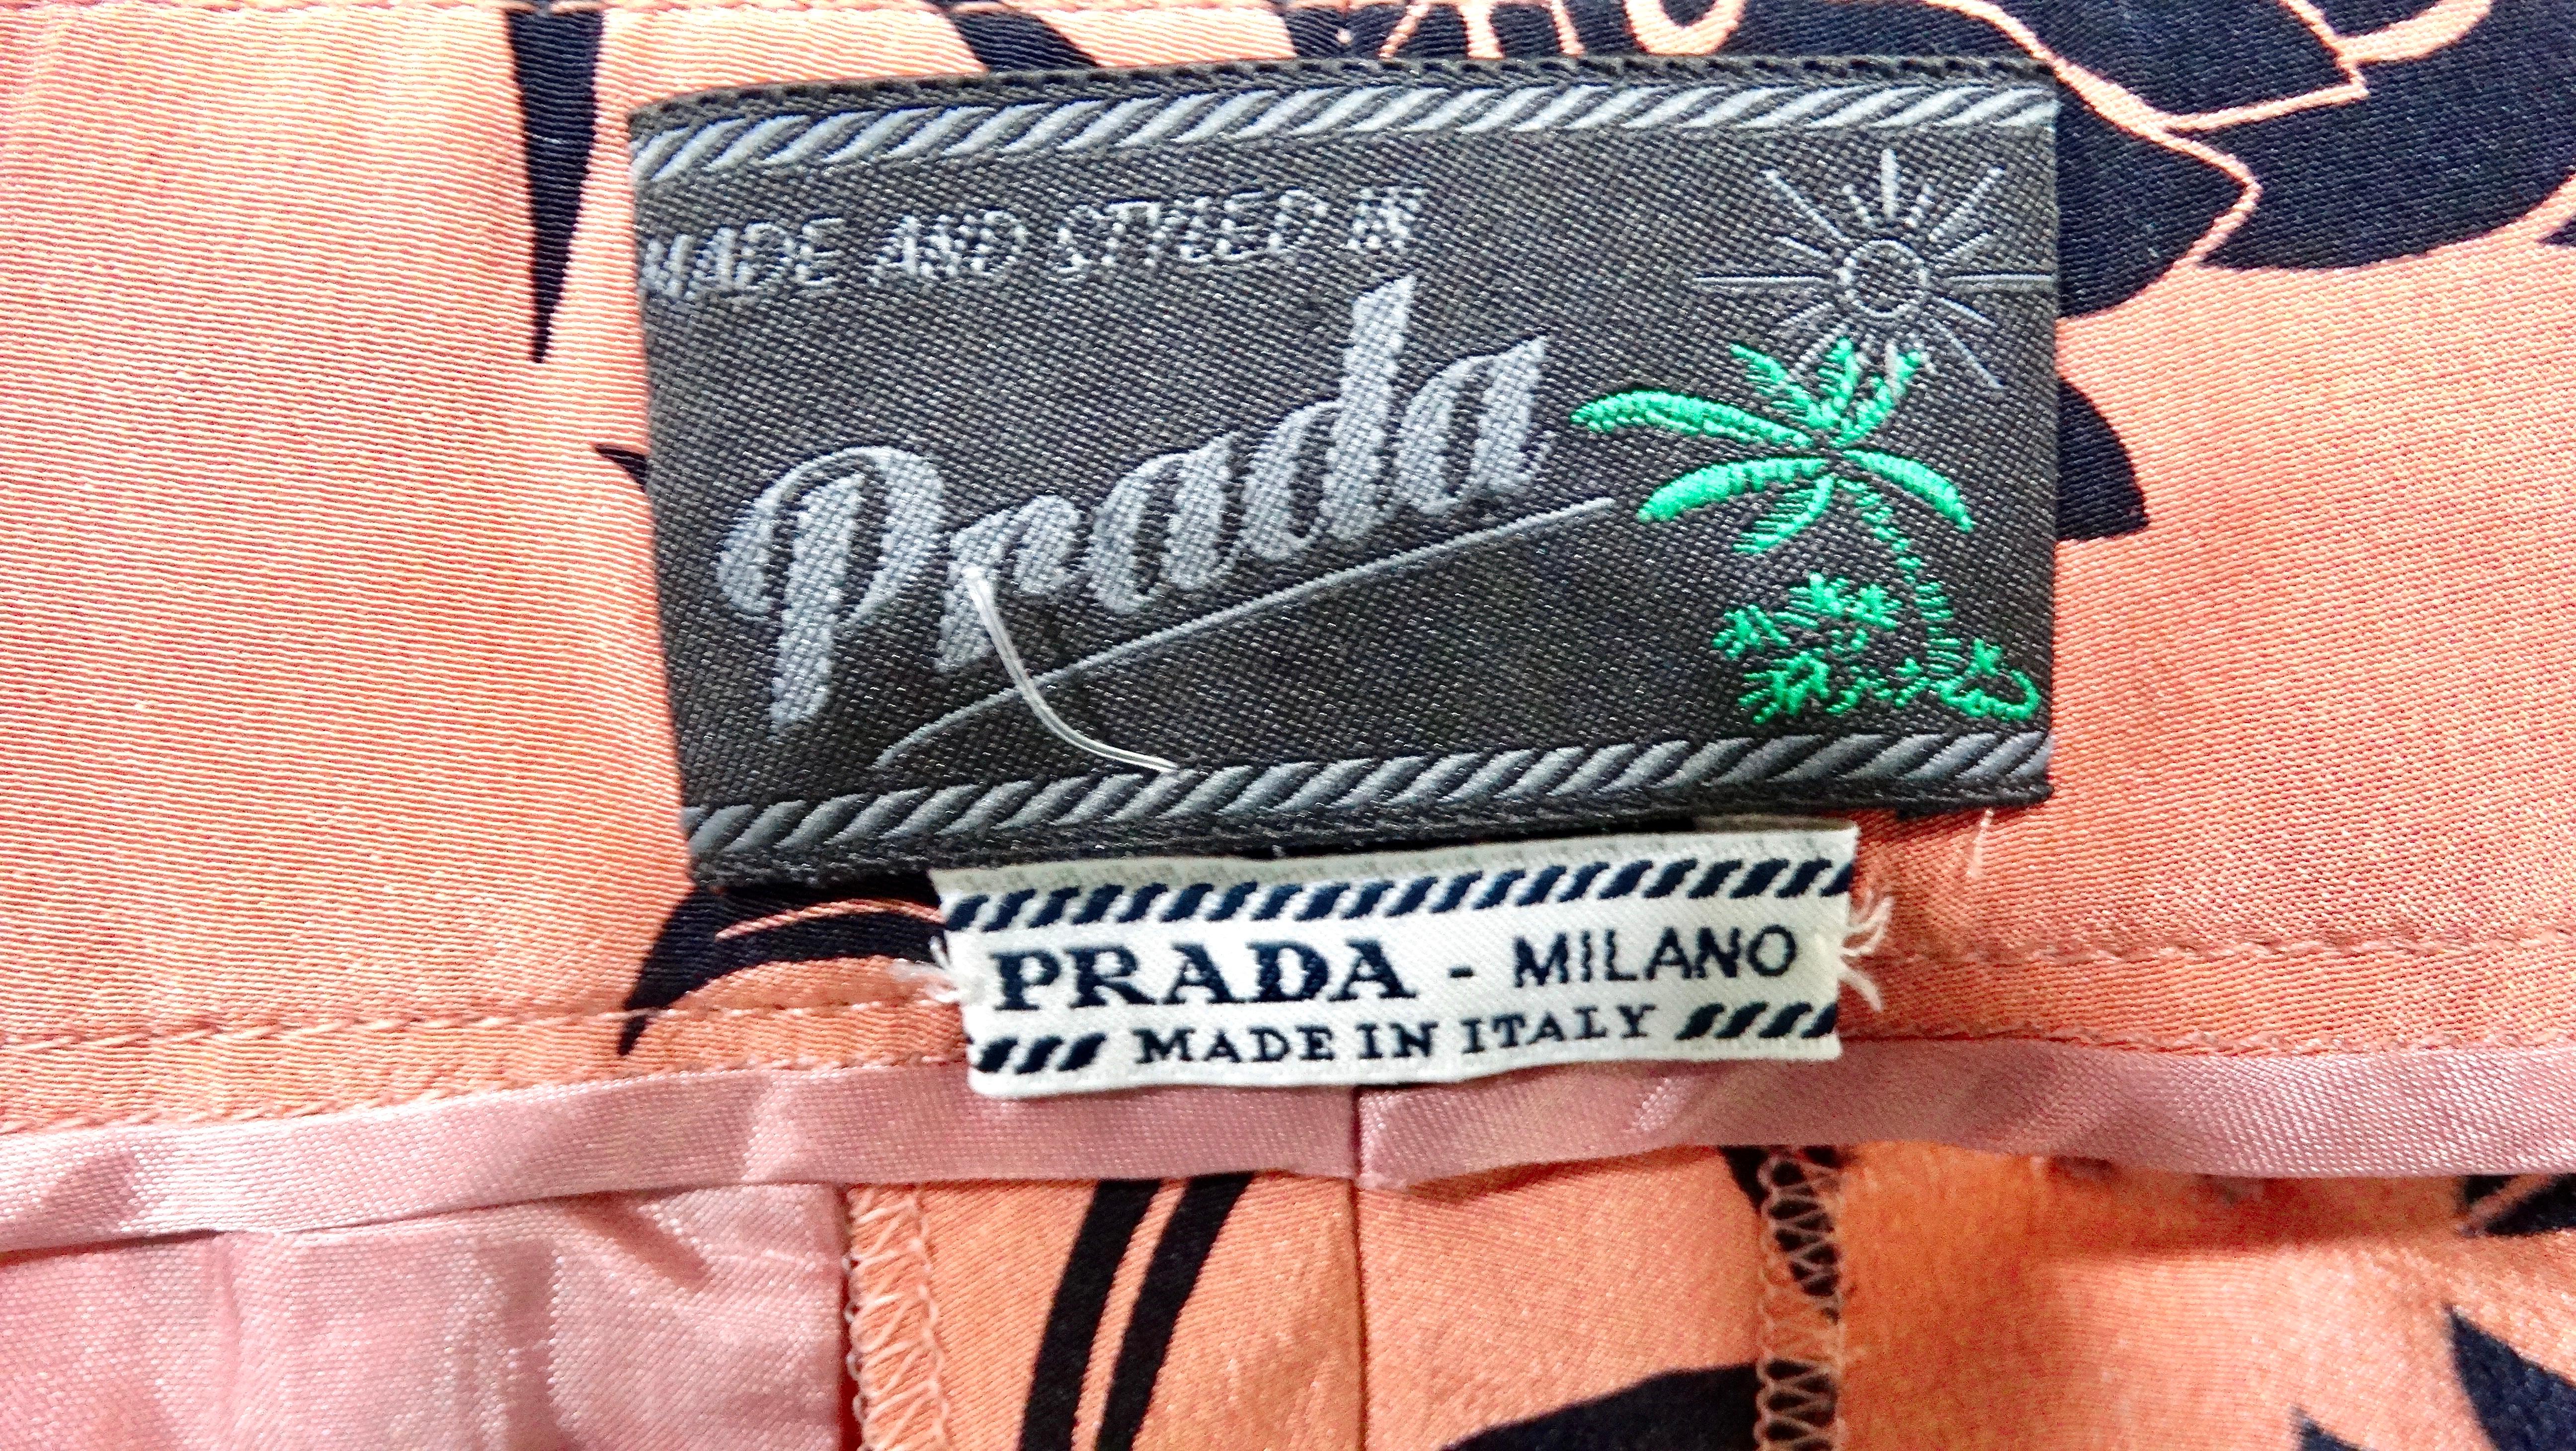 MADE AND STYLED IN
Prada
PRADA - MILANO
MADE IN ITALY